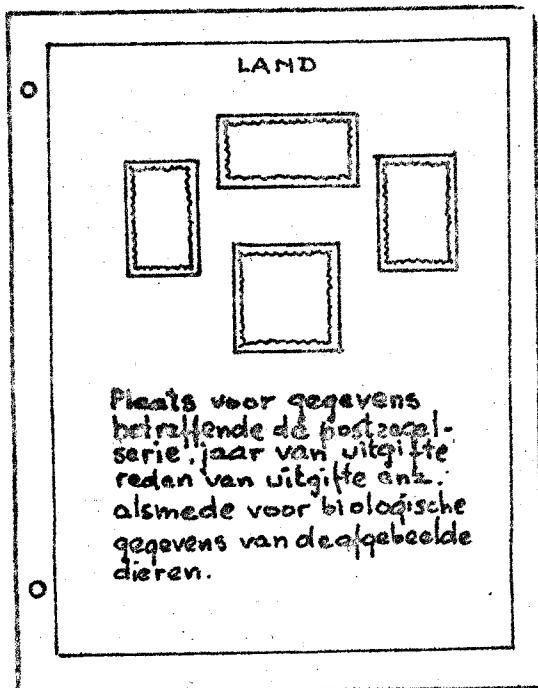 LAND
Plaats voor gegevens
betreffende de postzegel-
serie, jaar van uitgifte
reden van uitgifte enz.
alsmede voor biologische
gegevens van de afgebeelde
dieren.